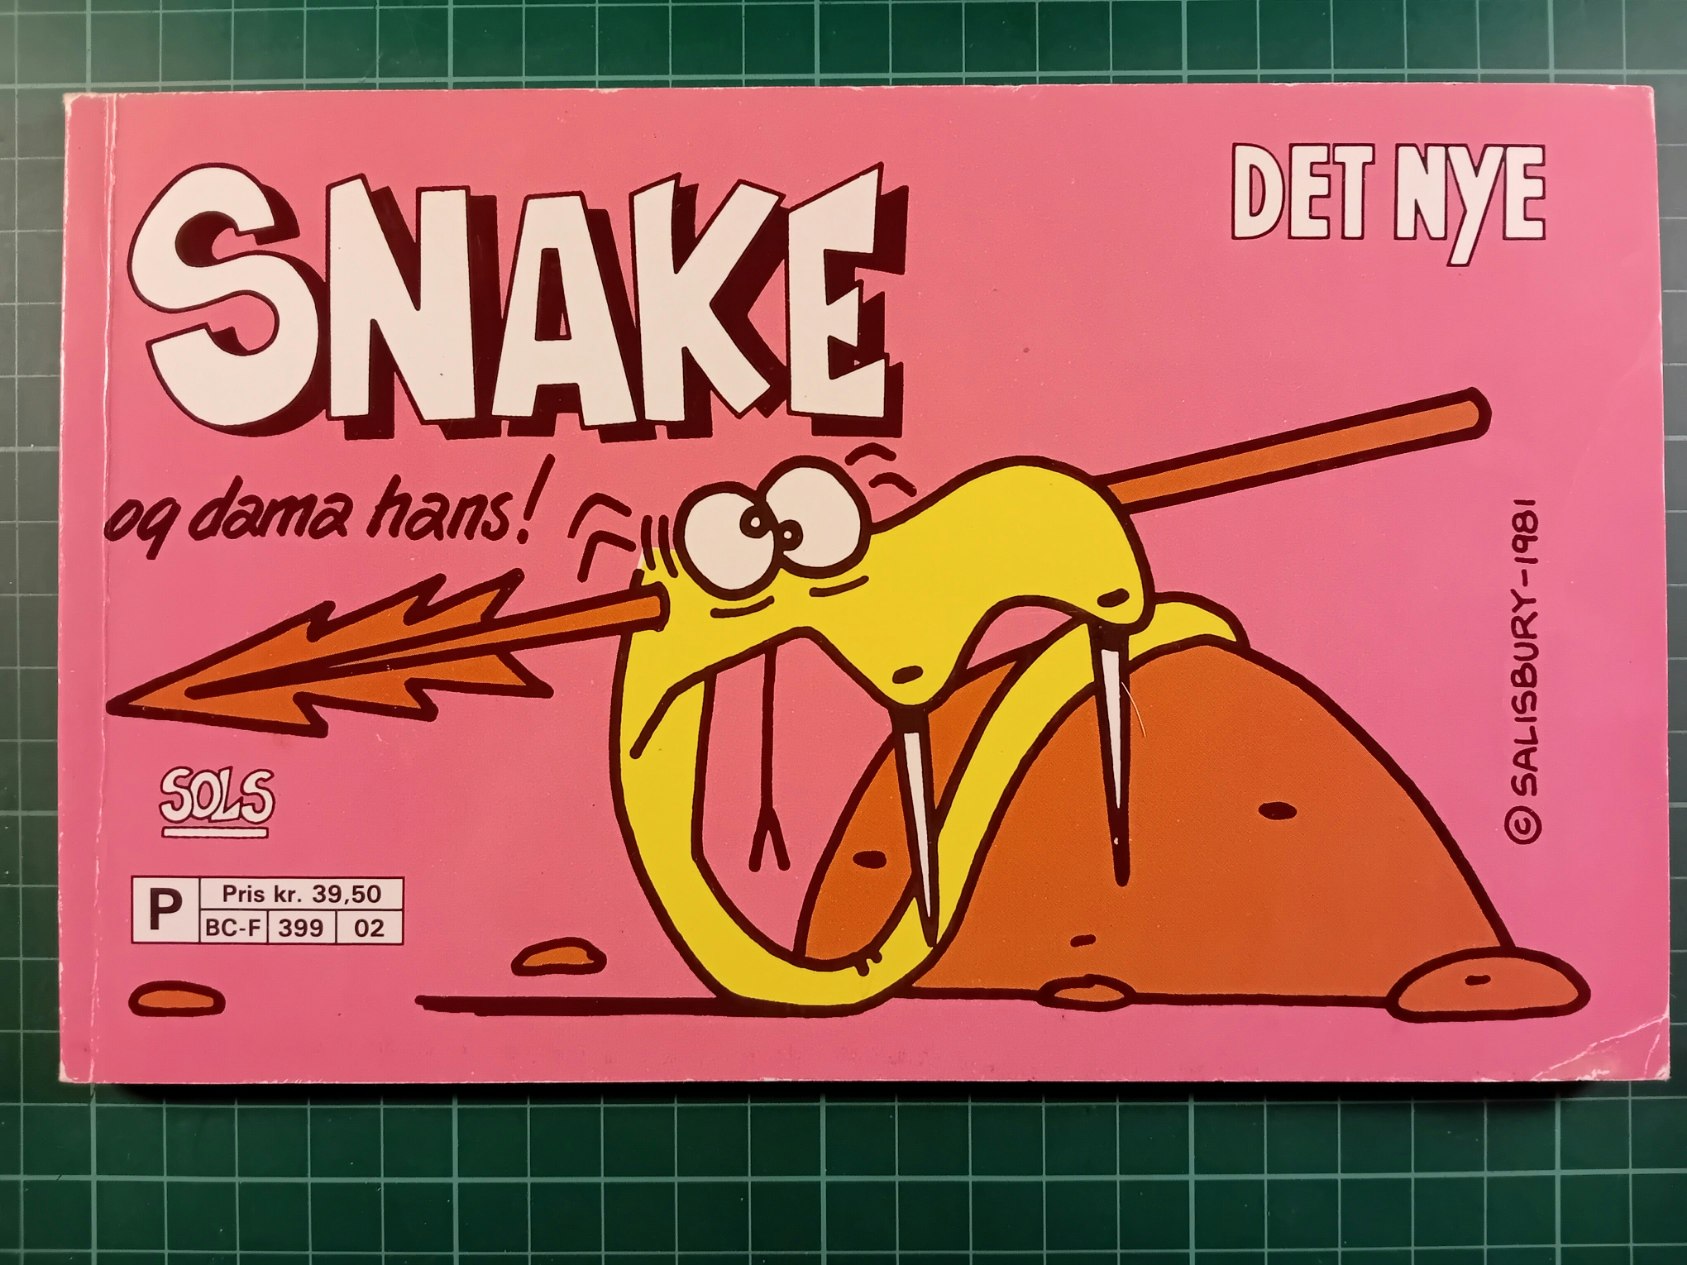 SNAKE
DET NYE
og dama hans!
SOLS
P
Pris kr. 39,50
BC-F 399 02
© SALISBURY-1981